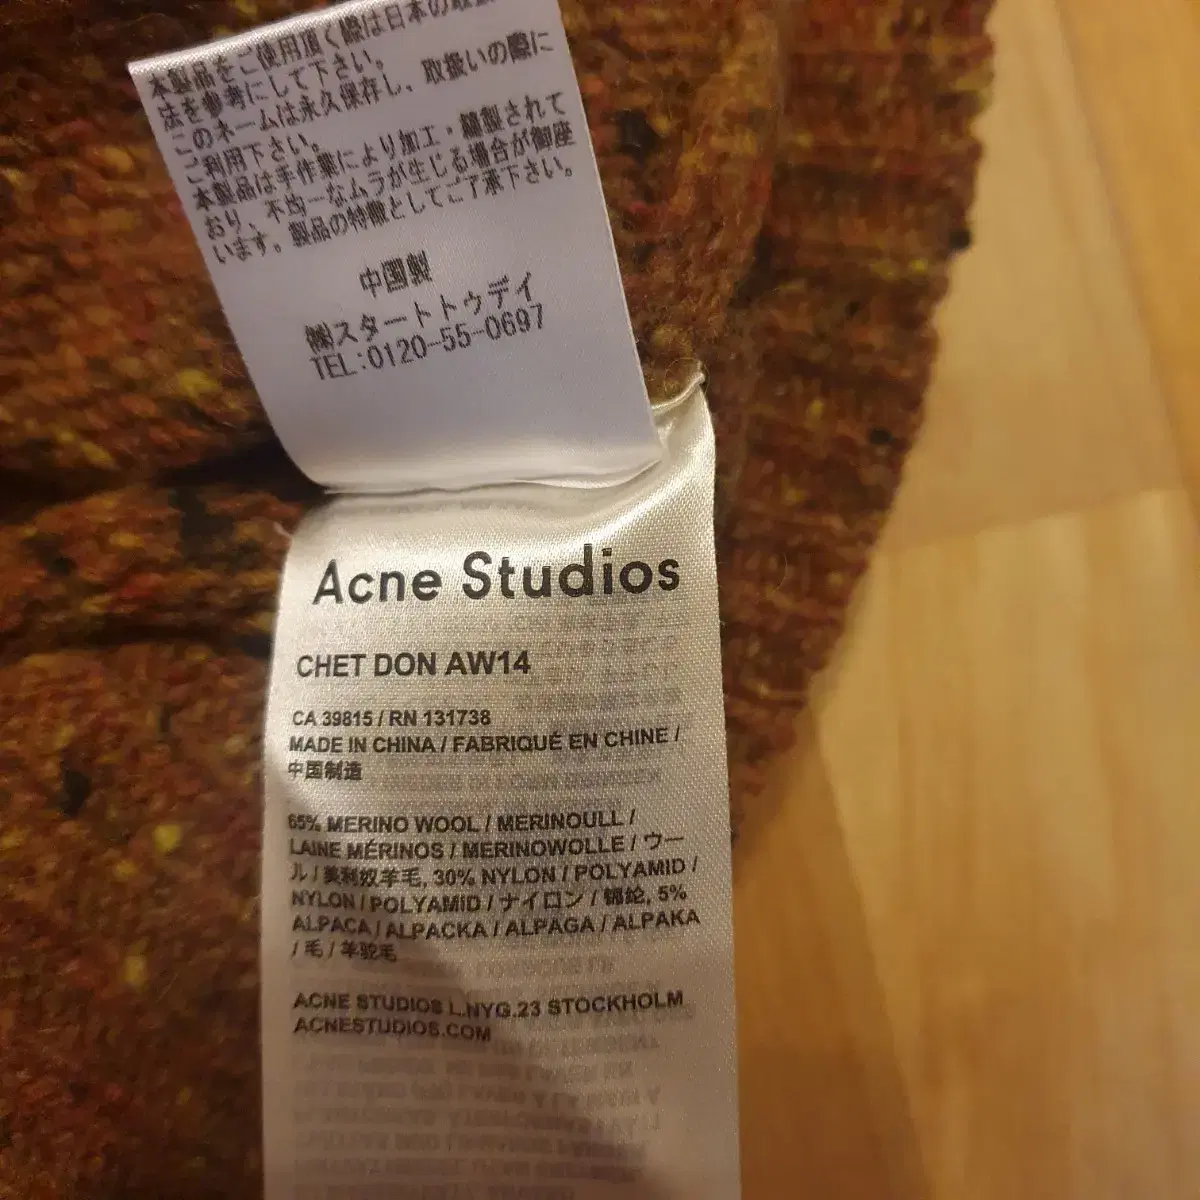 本製品をご使用頂く際は日本の取扱
法を参考にして下さい。
このネームは永久保存し、取扱いの際に
ご利用下さい。
本製品は手作業により加工・縫製されて
おり、不均一なムラが生じる場合が御座
います。製品の特徴としてご了承下さい。
中国製
㈱スタートトゥデイ
TEL:0120-55-0697
Acne Studios
CHET DON AW14
CA 39815 / RN 131738
MADE IN CHINA / FABRIQUÉ EN CHINE /
中国制造
65% MERINO WOOL / MERINOULL /
LAINE MÉRINOS / MERINOWOLLE / ウー
ル / 美利奴羊毛, 30% NYLON / POLYAMID /
NYLON / POLYAMID / ナイロン / 锦纶, 5%
ALPACA / ALPACKA / ALPAGA / ALPAKA
/ 毛 / 羊驼毛
ACNE STUDIOS L.NYG.23 STOCKHOLM
ACNESTUDIOS.COM